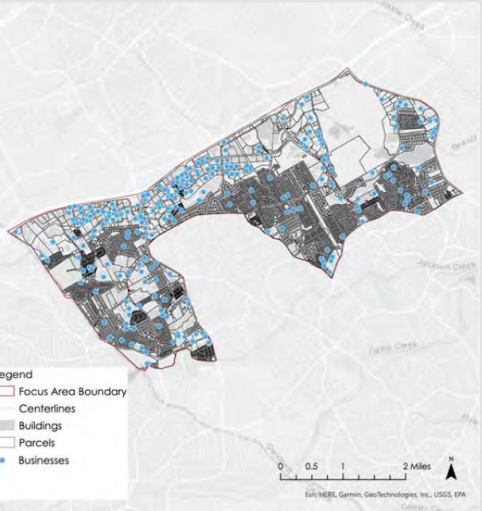 egend
Focus Area Boundary
Centerlines
Buildings
Parcels
Businesses
Jackson Creek
Camp Creek
N
0 0.5 1 2 Miles
Esri, HERE, Garmin, GeoTechnologies, Inc., USGS, EPA